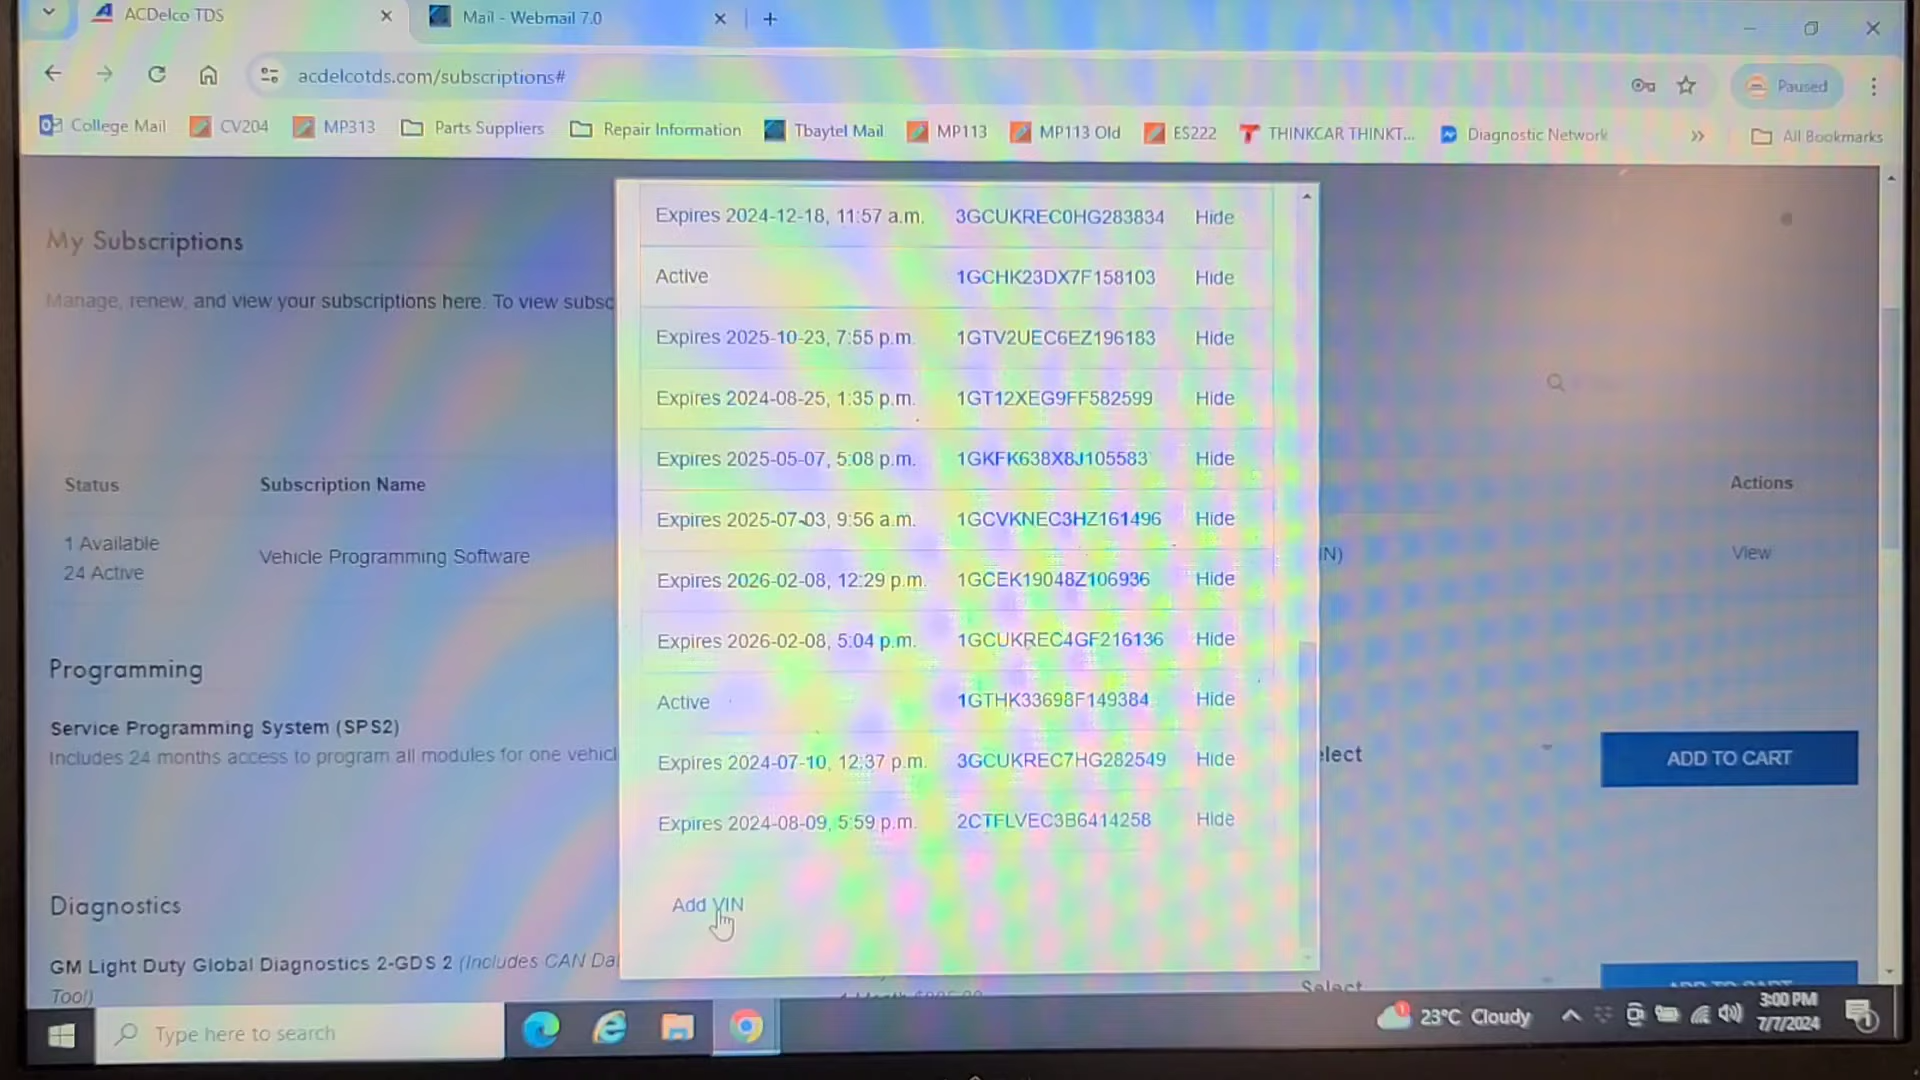 ACDelco TDS
Mail - Webmail 7.0
acdelcotds.com/subscriptions#
Paused
College Mail
CV204
MP313
Parts Suppliers
Repair Information
Tbaytel Mail
MP113
MP113 Old
ES222
THINKCAR THINKT...
Diagnostic Network
All Bookmarks
My Subscriptions
Manage, renew, and view your subscriptions here. To view subsc
Status
Subscription Name
Actions
1 Available
24 Active
Vehicle Programming Software
IN)
View
Programming
Service Programming System (SPS2)
Includes 24 months access to program all modules for one vehicl
elect
ADD TO CART
Diagnostics
GM Light Duty Global Diagnostics 2-GDS 2 (Includes CAN Da
Tool)
Select
ADD TO CART
Expires 2024-12-18, 11:57 a.m. 3GCUKREC0HG283834 Hide
Active 1GCHK23DX7F158103 Hide
Expires 2025-10-23, 7:55 p.m. 1GTV2UEC6EZ196183 Hide
Expires 2024-08-25, 1:35 p.m. 1GT12XEG9FF582599 Hide
Expires 2025-05-07, 5:08 p.m. 1GKFK638X8J105583 Hide
Expires 2025-07-03, 9:56 a.m. 1GCVKNEC3HZ161496 Hide
Expires 2026-02-08, 12:29 p.m. 1GCEK19048Z106936 Hide
Expires 2026-02-08, 5:04 p.m. 1GCUKREC4GF216136 Hide
Active 1GTHK33698F149384 Hide
Expires 2024-07-10, 12:37 p.m. 3GCUKREC7HG282549 Hide
Expires 2024-08-09, 5:59 p.m. 2CTFLVEC3B6414258 Hide
Add VIN
Type here to search
23°C Cloudy
3:00 PM
7/7/2024